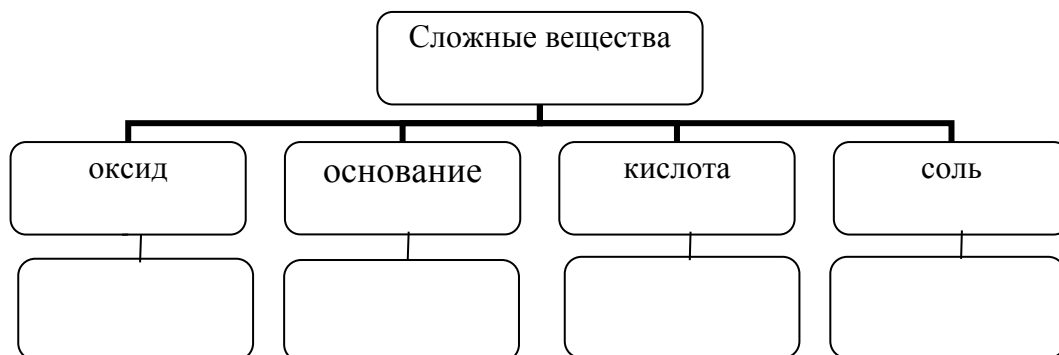 Сложные вещества
оксид
основание
кислота
соль